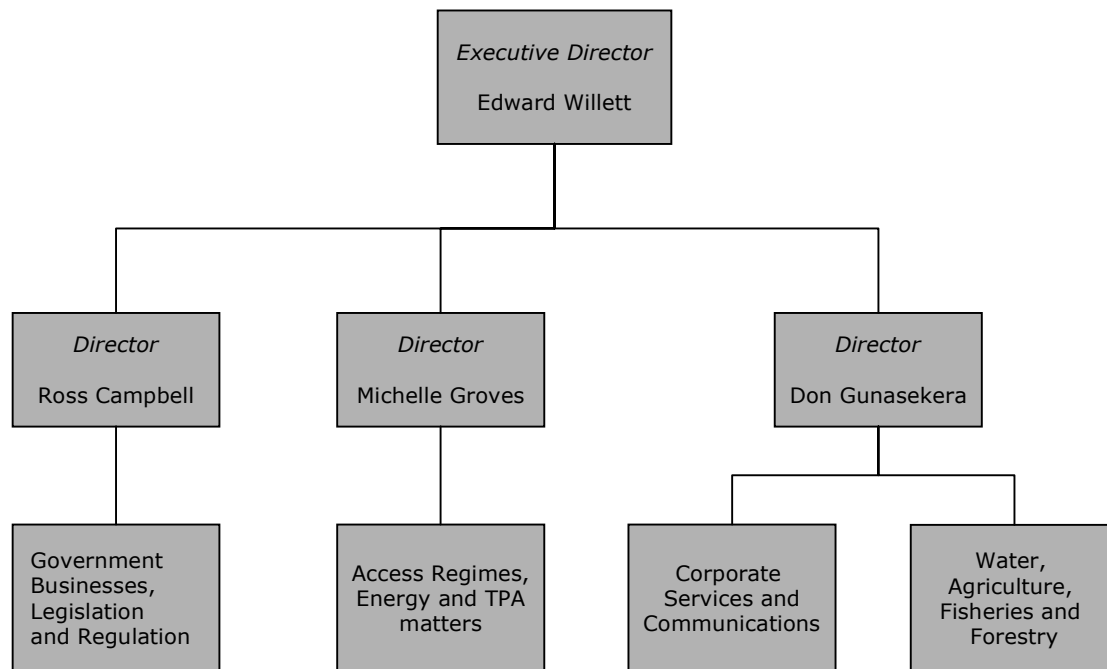 Executive Director
Edward Willett
Director
Ross Campbell
Director
Michelle Groves
Director
Don Gunasekera
Government
Businesses,
Legislation
and Regulation
Access Regimes,
Energy and TPA
matters
Corporate
Services and
Communications
Water,
Agriculture,
Fisheries and
Forestry